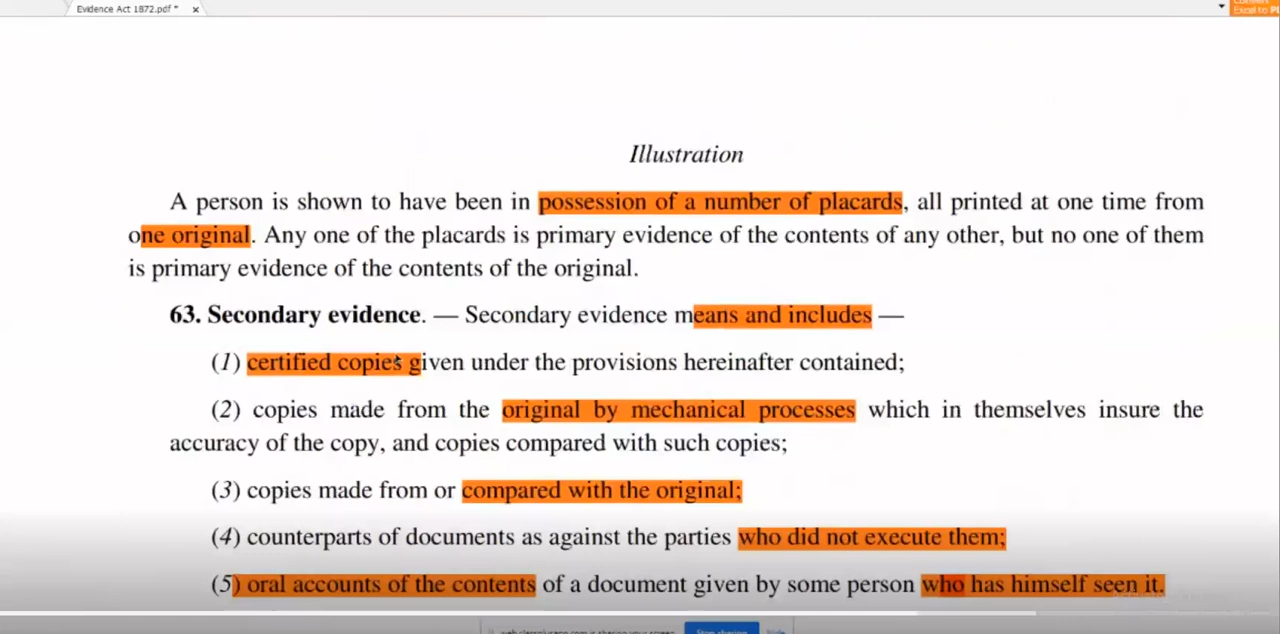 Evidence Act 1872.pdf * x
Excel to
Illustration
A person is shown to have been in possession of a number of placards, all printed at one time from
one original. Any one of the placards is primary evidence of the contents of any other, but no one of them
is primary evidence of the contents of the original.
63. Secondary evidence. — Secondary evidence means and includes —
(1) certified copies given under the provisions hereinafter contained;
(2) copies made from the original by mechanical processes which in themselves insure the
accuracy of the copy, and copies compared with such copies;
(3) copies made from or compared with the original;
(4) counterparts of documents as against the parties who did not execute them;
(5) oral accounts of the contents of a document given by some person who has himself seen it.